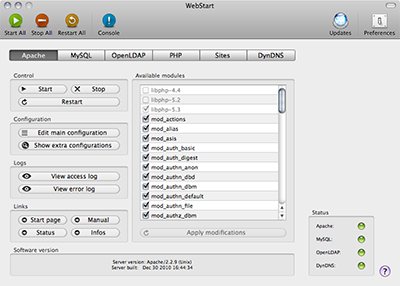 WebStart
Start All
Stop All
Restart All
Console
Updates
Preferences
Apache
MySQL
OpenLDAP
PHP
Sites
DynDNS
Control
Start
Stop
Restart
Configuration
Edit main configuration
Show extra configurations
Logs
View access log
View error log
Links
Start page
Manual
Status
Infos
Available modules
libphp-4.4
libphp-5.2
libphp-5.3
mod_actions
mod_alias
mod_asis
mod_auth_basic
mod_auth_digest
mod_authn_anon
mod_authn_dbd
mod_authn_dbm
mod_authn_default
mod_authn_file
mod_authz_dbm
Apply modifications
Software version
Server version: Apache/2.2.9 (Unix)
Server built: Dec 30 2010 16:44:34
Status
Apache:
MySQL:
OpenLDAP:
DynDNS:
?